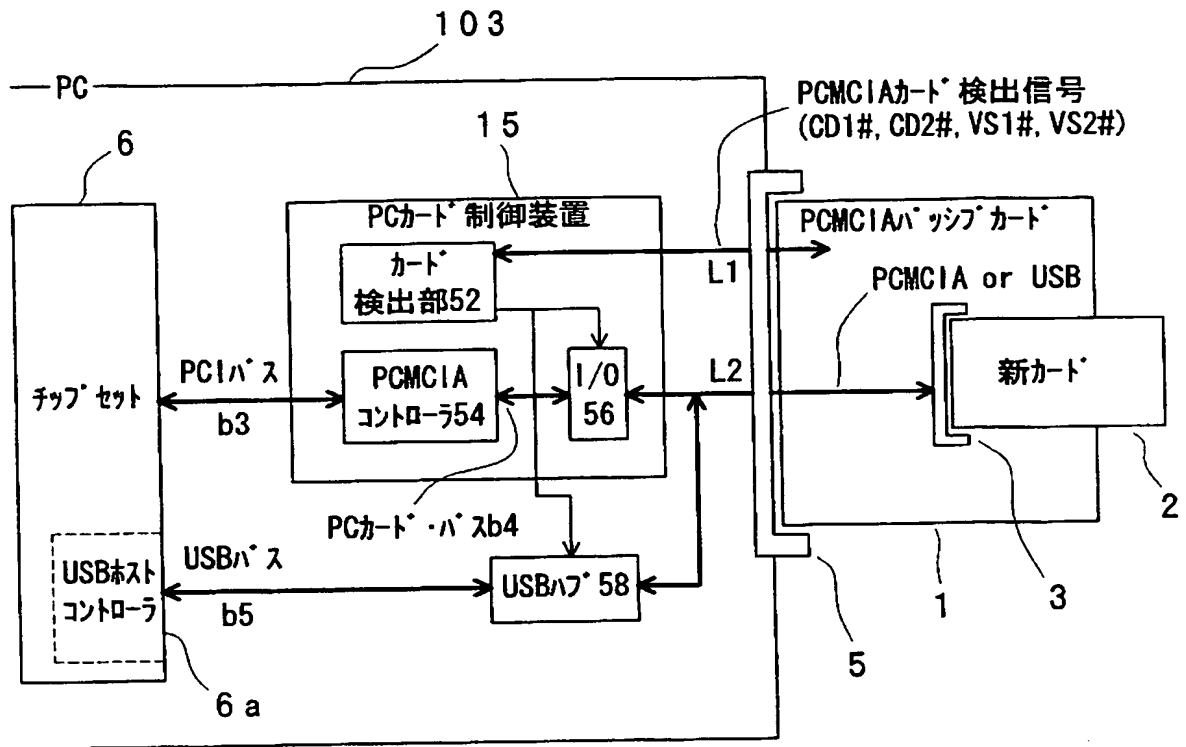 103
PC
PCMCIAカード検出信号
(CD1#, CD2#, VS1#, VS2#)
6
15
PCカード制御装置
PCMCIAパッシブカード
カード
検出部52
L1
PCMCIA or USB
PCIバス
PCMCIA
コントローラ54
I/O
56
L2
新カード
チップセット
b3
2
PCカード・バスb4
USBバス
USBホスト
コントローラ
b5
USBハブ58
3
1
5
6a